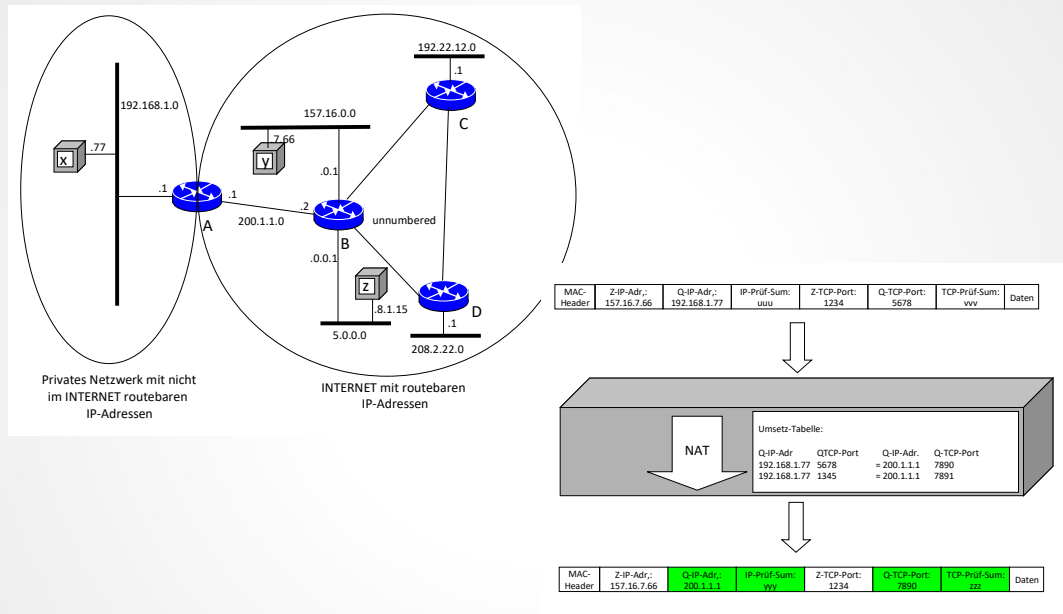 192.22.12.0
.1
C
157.16.0.0
7.66
y
192.168.1.0
.77
x
.0.1
.1
.1
A
200.1.1.0
.2
B
unnumbered
.0.0.1
z
.8.1.15
5.0.0.0
D
.1
208.2.22.0
Privates Netzwerk mit nicht
im INTERNET routebaren
IP-Adressen
INTERNET mit routebaren
IP-Adressen
MAC-
Header
Z-IP-Adr,:
157.16.7.66
Q-IP-Adr,:
192.168.1.77
IP-Prüf-Sum:
uuu
Z-TCP-Port:
1234
Q-TCP-Port:
5678
TCP-Prüf-Sum:
vvv
Daten
NAT
Umsetz-Tabelle:
Q-IP-Adr QTCP-Port Q-IP-Adr. Q-TCP-Port
192.168.1.77 5678 = 200.1.1.1 7890
192.168.1.77 1345 = 200.1.1.1 7891
MAC-
Header
Z-IP-Adr,:
157.16.7.66
Q-IP-Adr,:
200.1.1.1
IP-Prüf-Sum:
yyy
Z-TCP-Port:
1234
Q-TCP-Port:
7890
TCP-Prüf-Sum:
zzz
Daten